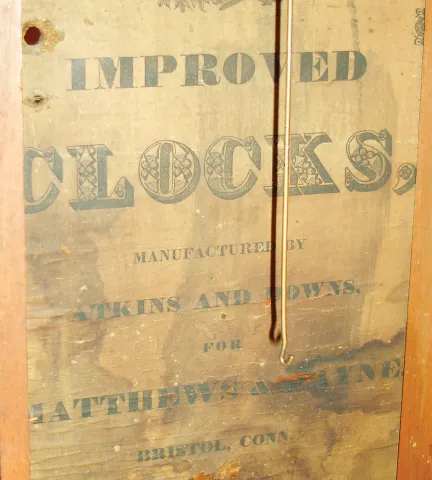 IMPROVED
CLOCKS,
MANUFACTURED BY
ATKINS AND DOWNS,
FOR
MATTHEWS
BRISTOL, CONN.